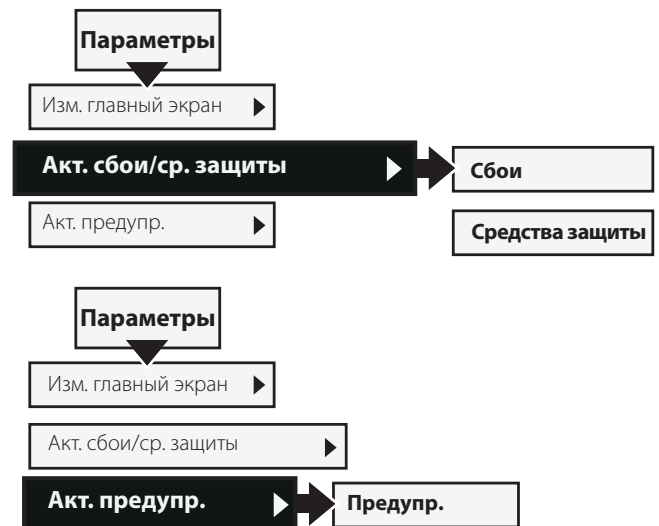 Параметры
Изм. главный экран
Акт. сбои/ср. защиты
Сбои
Акт. предупр.
Средства защиты
Параметры
Изм. главный экран
Акт. сбои/ср. защиты
Акт. предупр.
Предупр.